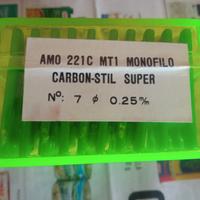 AMO 221C MT1 MONOFILO
CARBON-STIL SUPER
Nº: 7 ø 0.25‰